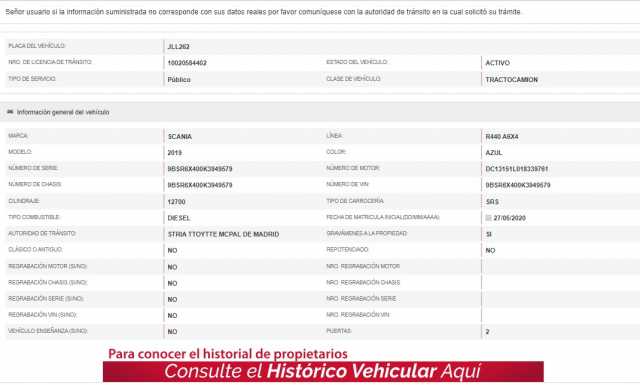 Señor usuario si la información suministrada no corresponde con sus datos reales por favor comuníquese con la autoridad de tránsito en la cual solicitó su trámite.
PLACA DEL VEHÍCULO: JLL262
NRO. DE LICENCIA DE TRÁNSITO: 10020584402 ESTADO DEL VEHÍCULO: ACTIVO
TIPO DE SERVICIO: Público CLASE DE VEHÍCULO: TRACTOCAMION
Información general del vehículo
MARCA: SCANIA LÍNEA: R440 A6X4
MODELO: 2019 COLOR: AZUL
NÚMERO DE SERIE: 9BSR6X400K3949579 NÚMERO DE MOTOR: DC13151L018339761
NÚMERO DE CHASIS: 9BSR6X400K3949579 NÚMERO DE VIN: 9BSR6X400K3949579
CILINDRAJE: 12700 TIPO DE CARROCERÍA: SRS
TIPO COMBUSTIBLE: DIESEL FECHA DE MATRICULA INICIAL(DD/MM/AAAA): 27/05/2020
AUTORIDAD DE TRÁNSITO: STRIA TTOYTTE MCPAL DE MADRID GRAVÁMENES A LA PROPIEDAD: SI
CLÁSICO O ANTIGUO: NO REPOTENCIADO: NO
REGRABACIÓN MOTOR (SI/NO): NO NRO. REGRABACIÓN MOTOR
REGRABACIÓN CHASIS (SI/NO): NO NRO. REGRABACIÓN CHASIS
REGRABACIÓN SERIE (SI/NO): NO NRO. REGRABACIÓN SERIE
REGRABACIÓN VIN (SI/NO): NO NRO. REGRABACIÓN VIN
VEHÍCULO ENSEÑANZA (SI/NO): NO PUERTAS: 2
Para conocer el historial de propietarios
Consulte el Histórico Vehicular Aquí